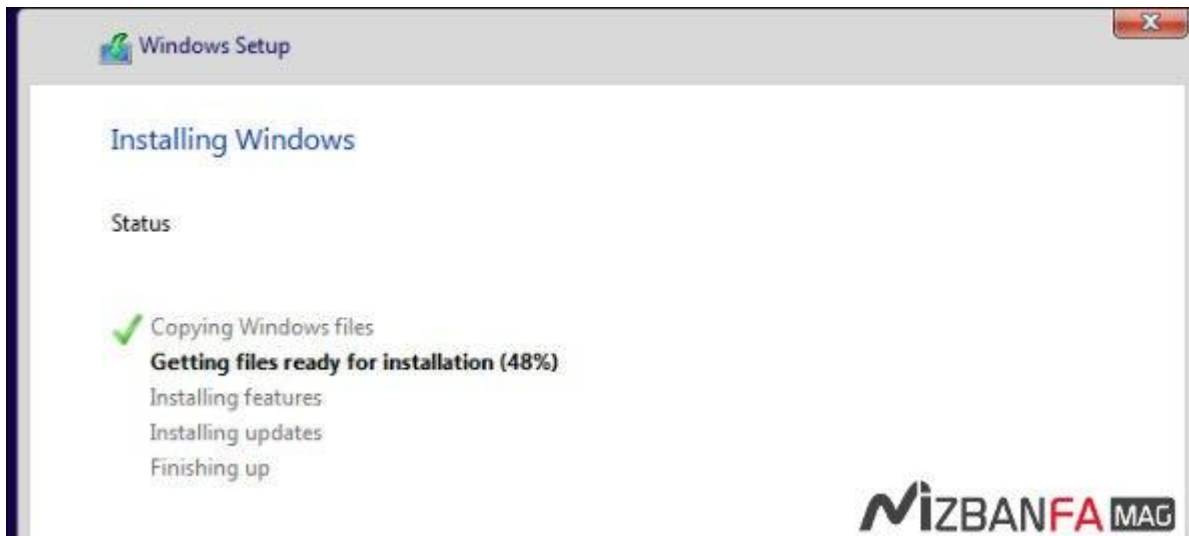 Windows Setup
Installing Windows
Status
Copying Windows files
Getting files ready for installation (48%)
Installing features
Installing updates
Finishing up
MIZBANFA MAG